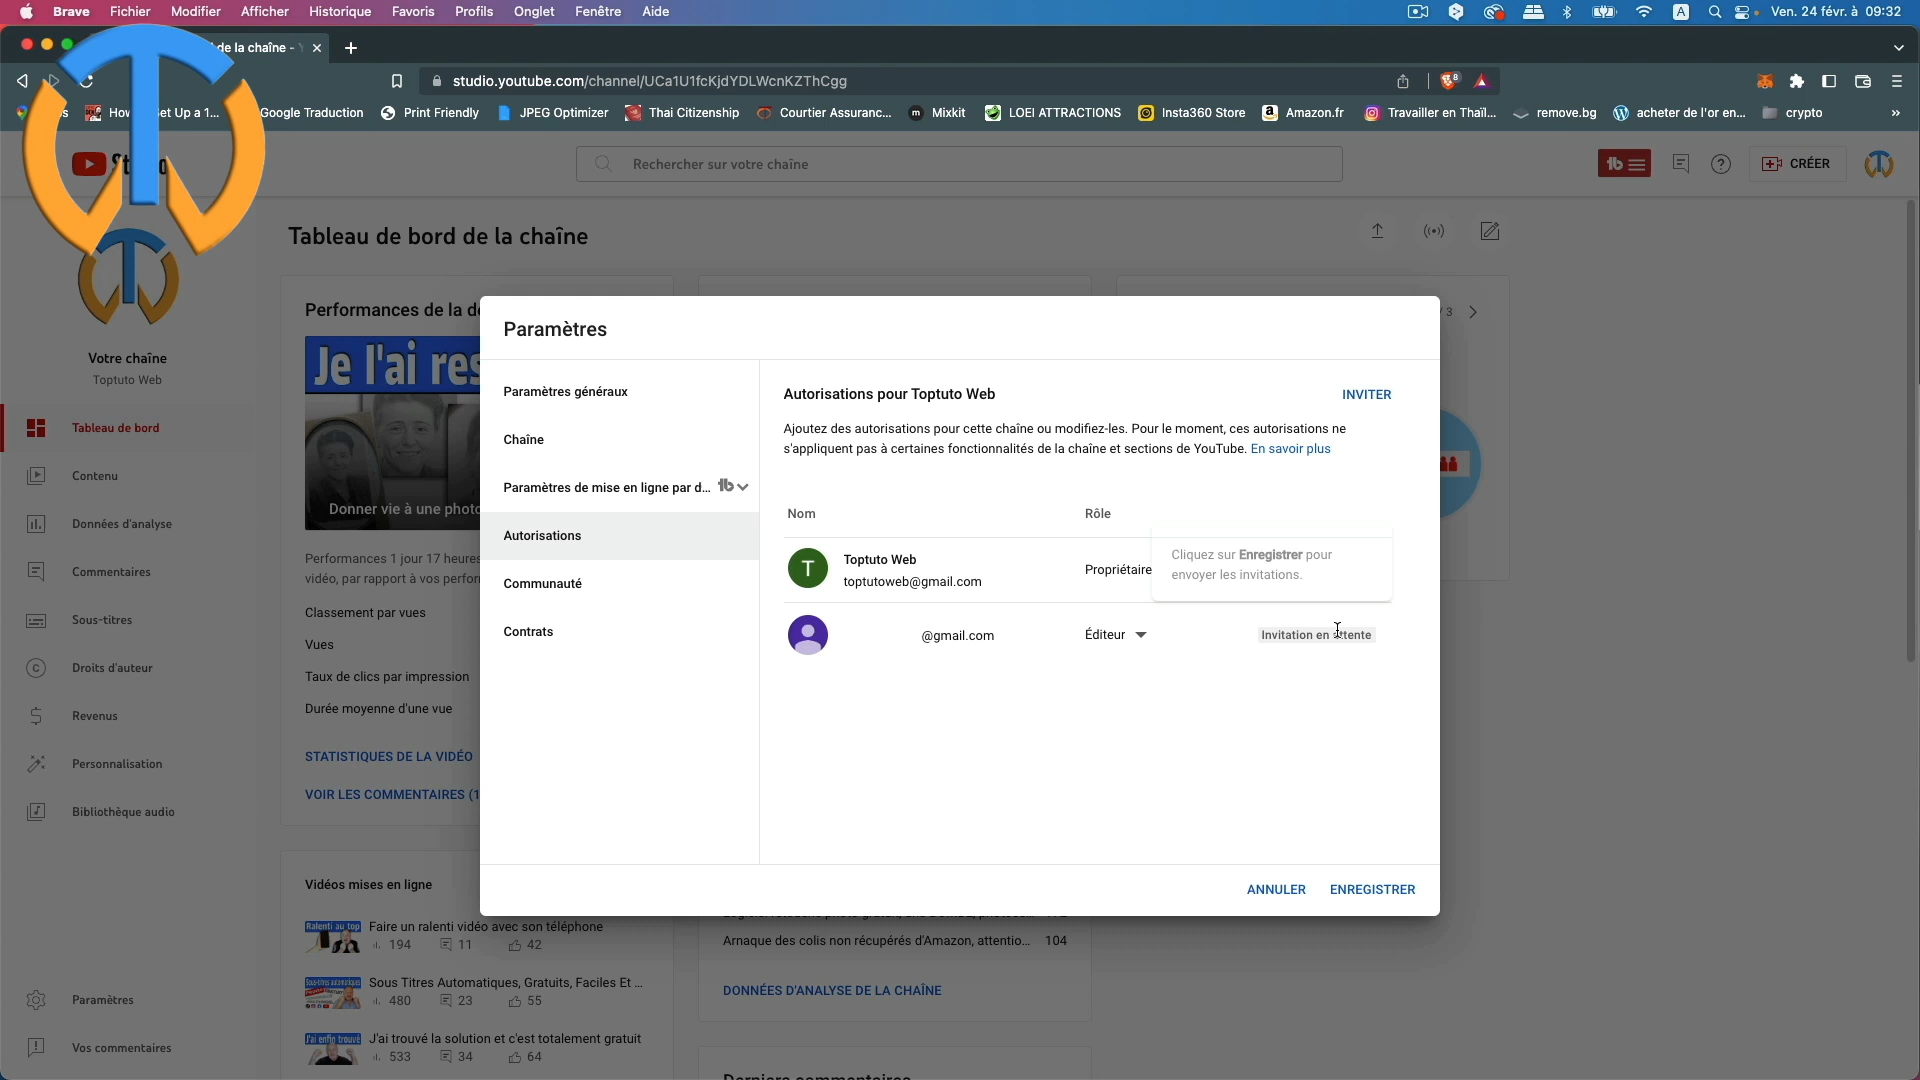 Brave Fichier Modifier Afficher Historique Favoris Profils Onglet Fenêtre Aide
A
Ven. 24 févr. à 09:32
de la chaîne -
studio.youtube.com/channel/UCa1U1fcKjdYDLWcnKZThCgg
8
Set Up a 1...
Google Traduction
Print Friendly
JPEG Optimizer
Thai Citizenship
Courtier Assuranc...
Mixkit
LOEI ATTRACTIONS
Insta360 Store
Amazon.fr
Travailler en Thaïl...
remove.bg
acheter de l'or en...
crypto
Rechercher sur votre chaîne
CRÉER
Tableau de bord de la chaîne
Votre chaîne
Toptuto Web
Tableau de bord
Contenu
Données d'analyse
Commentaires
Sous-titres
Droits d'auteur
Revenus
Personnalisation
Bibliothèque audio
Paramètres
Vos commentaires
Performances de la
Je l'ai
Donner vie à une
Performances 1 jour 17
vidéo, par rapport à vos
Classement par vues
Vues
Taux de clics par impression
Durée moyenne d'une vue
STATISTIQUES DE LA VIDÉO
VOIR LES COMMENTAIRES
3
Paramètres
Paramètres généraux
Chaîne
Paramètres de mise en ligne par d...
Autorisations
Communauté
Contrats
Autorisations pour Toptuto Web
INVITER
Ajoutez des autorisations pour cette chaîne ou modifiez-les. Pour le moment, ces autorisations ne
s'appliquent pas à certaines fonctionnalités de la chaîne et sections de YouTube. En savoir plus
Nom
Rôle
T
Toptuto Web
toptutoweb@gmail.com
Propriétaire
Cliquez sur Enregistrer pour
envoyer les invitations.
@gmail.com
Éditeur
Invitation en attente
ANNULER
ENREGISTRER
Vidéos mises en ligne
Ralenti au top
Faire un ralenti vidéo avec son téléphone
194 11 42
Sous Titres Automatiques, Gratuits, Faciles Et ...
480 23 55
J'ai enfin trouvé
J'ai trouvé la solution et c'est totalement gratuit
533 34 64
Arnaque des colis non récupérés d'Amazon, attentio...
104
DONNÉES D'ANALYSE DE LA CHAÎNE